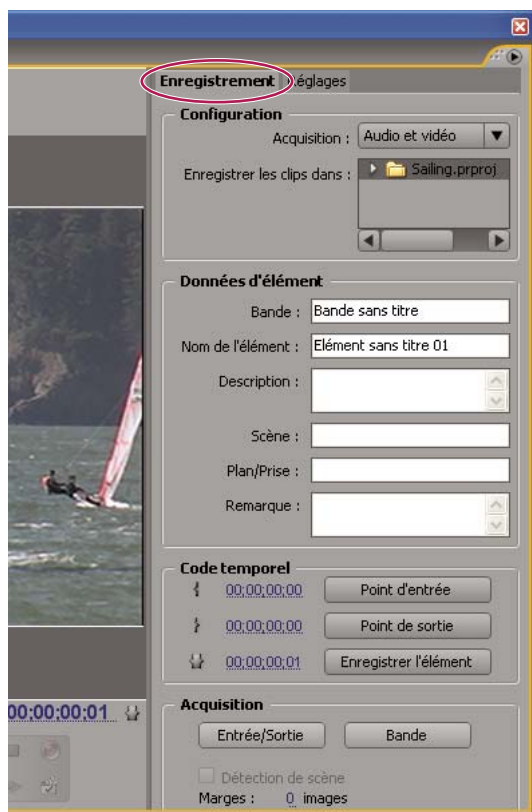 Enregistrement Réglages
Configuration
Acquisition : Audio et vidéo
Enregistrer les clips dans : Sailing.prproj
Données d'élément
Bande : Bande sans titre
Nom de l'élément : Elément sans titre 01
Description :
Scène :
Plan/Prise :
Remarque :
Code temporel
00;00;00;00 Point d'entrée
00;00;00;00 Point de sortie
00;00;00;01 Enregistrer l'élément
00;00;00;01
Acquisition
Entrée/Sortie Bande
Détection de scène
Marges : 0 images